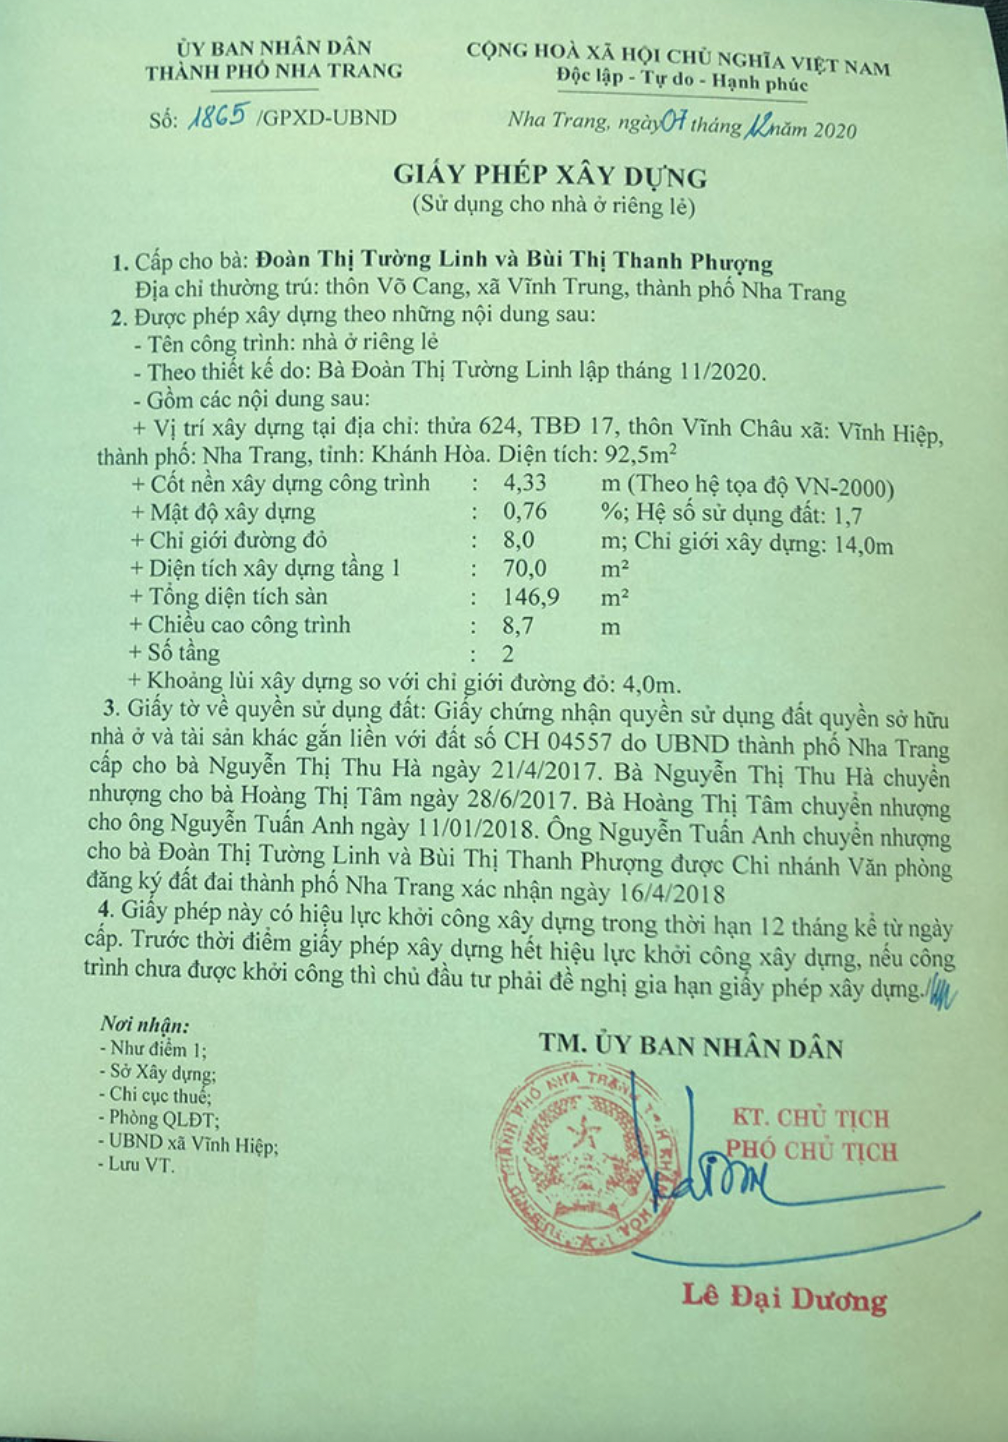 ỦY BAN NHÂN DÂN
THÀNH PHỐ NHA TRANG
CỘNG HOÀ XÃ HỘI CHỦ NGHĨA VIỆT NAM
Độc lập - Tự do - Hạnh phúc
Số: 1865 /GPXD-UBND
Nha Trang, ngày 07 tháng 12 năm 2020
GIẤY PHÉP XÂY DỰNG
(Sử dụng cho nhà ở riêng lẻ)
1. Cấp cho bà: Đoàn Thị Tường Linh và Bùi Thị Thanh Phượng
Địa chỉ thường trú: thôn Võ Cang, xã Vĩnh Trung, thành phố Nha Trang
2. Được phép xây dựng theo những nội dung sau:
- Tên công trình: nhà ở riêng lẻ
- Theo thiết kế do: Bà Đoàn Thị Tường Linh lập tháng 11/2020.
- Gồm các nội dung sau:
+ Vị trí xây dựng tại địa chỉ: thửa 624, TBĐ 17, thôn Vĩnh Châu xã: Vĩnh Hiệp,
thành phố: Nha Trang, tỉnh: Khánh Hòa. Diện tích: 92,5m²
+ Cốt nền xây dựng công trình : 4,33 m (Theo hệ tọa độ VN-2000)
+ Mật độ xây dựng : 0,76 %; Hệ số sử dụng đất: 1,7
+ Chỉ giới đường đỏ : 8,0 m; Chỉ giới xây dựng: 14,0m
+ Diện tích xây dựng tầng 1 : 70,0 m²
+ Tổng diện tích sàn : 146,9 m²
+ Chiều cao công trình : 8,7 m
+ Số tầng : 2
+ Khoảng lùi xây dựng so với chỉ giới đường đỏ: 4,0m.
3. Giấy tờ về quyền sử dụng đất: Giấy chứng nhận quyền sử dụng đất quyền sở hữu
nhà ở và tài sản khác gắn liền với đất số CH 04557 do UBND thành phố Nha Trang
cấp cho bà Nguyễn Thị Thu Hà ngày 21/4/2017. Bà Nguyễn Thị Thu Hà chuyển
nhượng cho bà Hoàng Thị Tâm ngày 28/6/2017. Bà Hoàng Thị Tâm chuyển nhượng
cho ông Nguyễn Tuấn Anh ngày 11/01/2018. Ông Nguyễn Tuấn Anh chuyển nhượng
cho bà Đoàn Thị Tường Linh và Bùi Thị Thanh Phượng được Chi nhánh Văn phòng
đăng ký đất đai thành phố Nha Trang xác nhận ngày 16/4/2018
4. Giấy phép này có hiệu lực khởi công xây dựng trong thời hạn 12 tháng kể từ ngày
cấp. Trước thời điểm giấy phép xây dựng hết hiệu lực khởi công xây dựng, nếu công
trình chưa được khởi công thì chủ đầu tư phải đề nghị gia hạn giấy phép xây dựng./
Nơi nhận:
- Như điểm 1;
- Sở Xây dựng;
- Chi cục thuế;
- Phòng QLĐT;
- UBND xã Vĩnh Hiệp;
- Lưu VT.
TM. ỦY BAN NHÂN DÂN
KT. CHỦ TỊCH
PHÓ CHỦ TỊCH
Lê Đại Dương